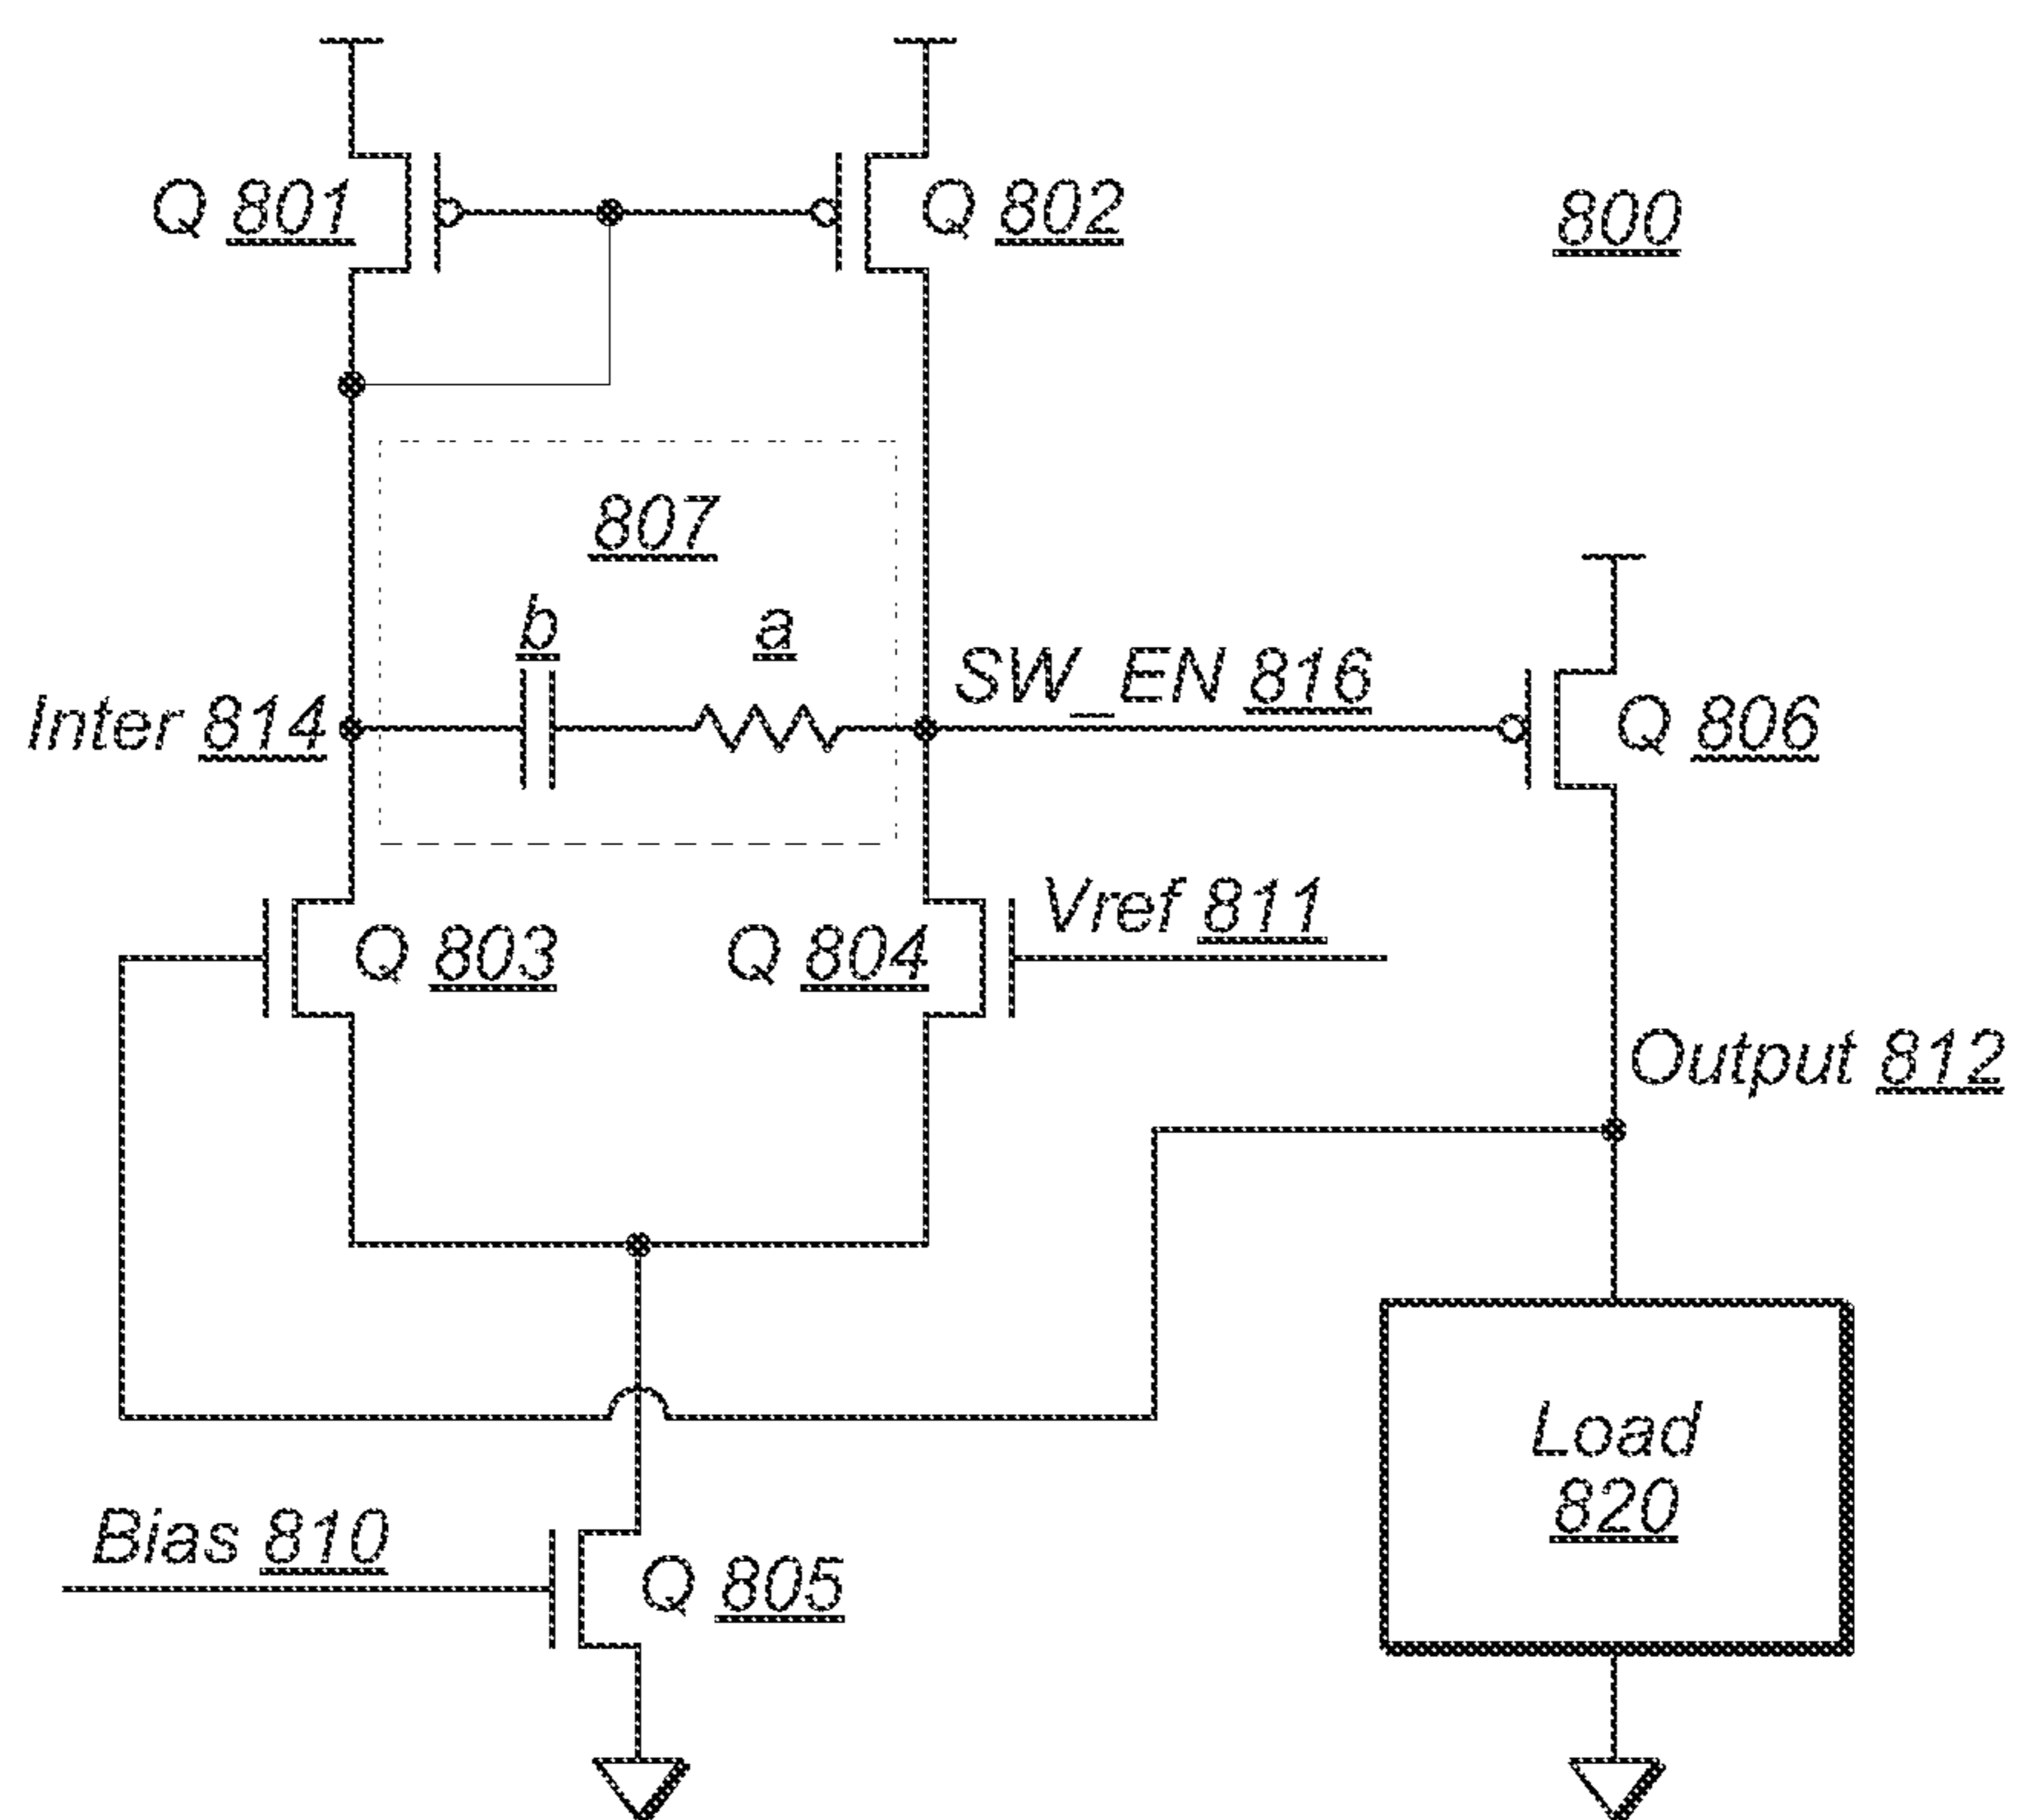 Q 801
Q 802
800
807
b
a
SW_EN 816
Inter 814
Q 806
Vref 811
Q 803
Q 804
Output 812
Load
820
Bias 810
Q 805